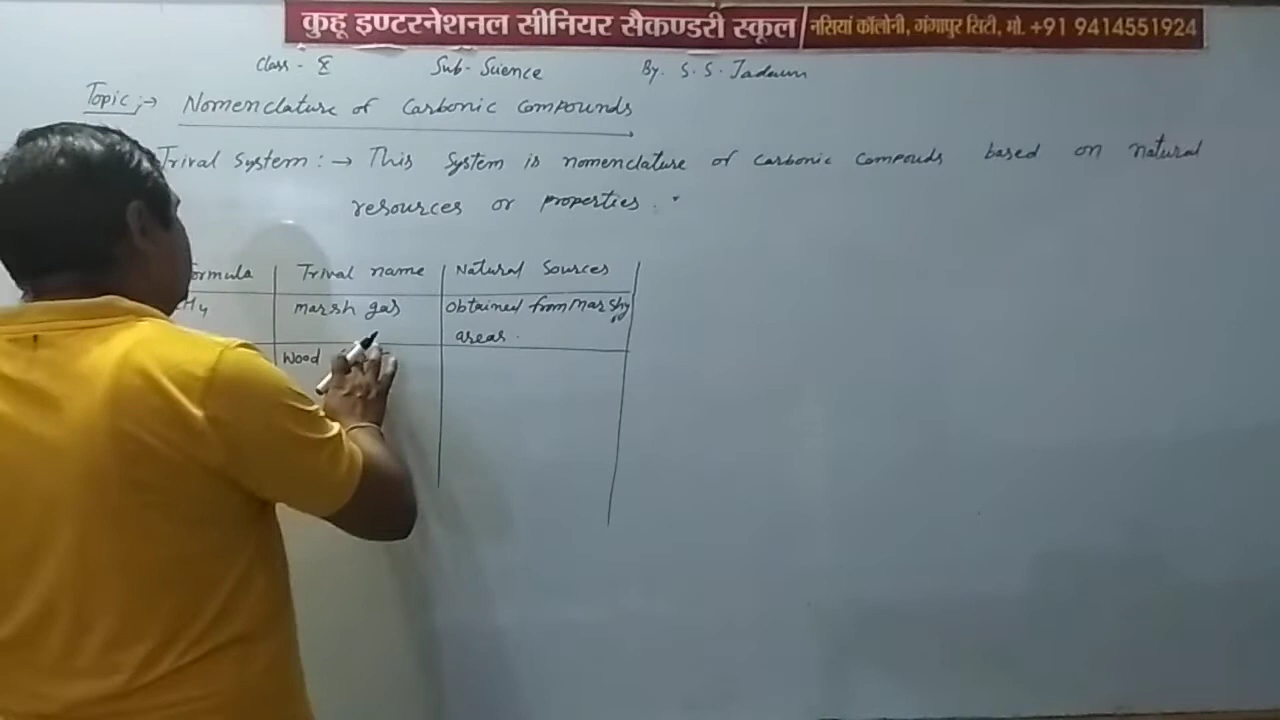 कुहू इण्टरनेशनल सीनियर सैकण्डरी स्कूल नसियां कॉलोनी, गंगापुर सिटी, मो. +91 9414551924
Class - X Sub- Science By. S. S. Jadaun
Topic :→ Nomenclature of Carbonic Compounds
Trival System : → This System is nomenclature of Carbonic Compouds based on natural
resources or properties.
ormula Trival name Natural Sources
H4 marsh gas Obtained from Marshy
areas.
Wood